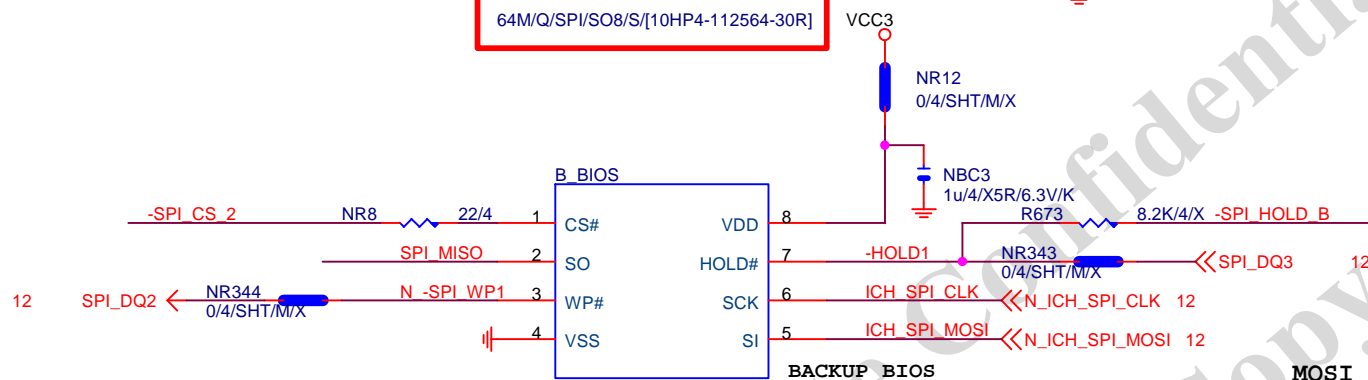 64M/Q/SPI/SO8/S/[10HP4-112564-30R]
VCC3
NR12
0/4/SHT/M/X
B_BIOS
NBC3
1u/4/X5R/6.3V/K
-SPI_CS_2
NR8
22/4
1
CS#
VDD
8
R673
8.2K/4/X
-SPI_HOLD_B
SPI_MISO
2
SO
HOLD#
7
-HOLD1
NR343
0/4/SHT/M/X
SPI_DQ3
12
12
SPI_DQ2
NR344
0/4/SHT/M/X
N_-SPI_WP1
3
WP#
SCK
6
ICH_SPI_CLK
N_ICH_SPI_CLK
12
4
VSS
SI
5
ICH_SPI_MOSI
N_ICH_SPI_MOSI
12
BACKUP BIOS
MOSI
Confidential
Copy